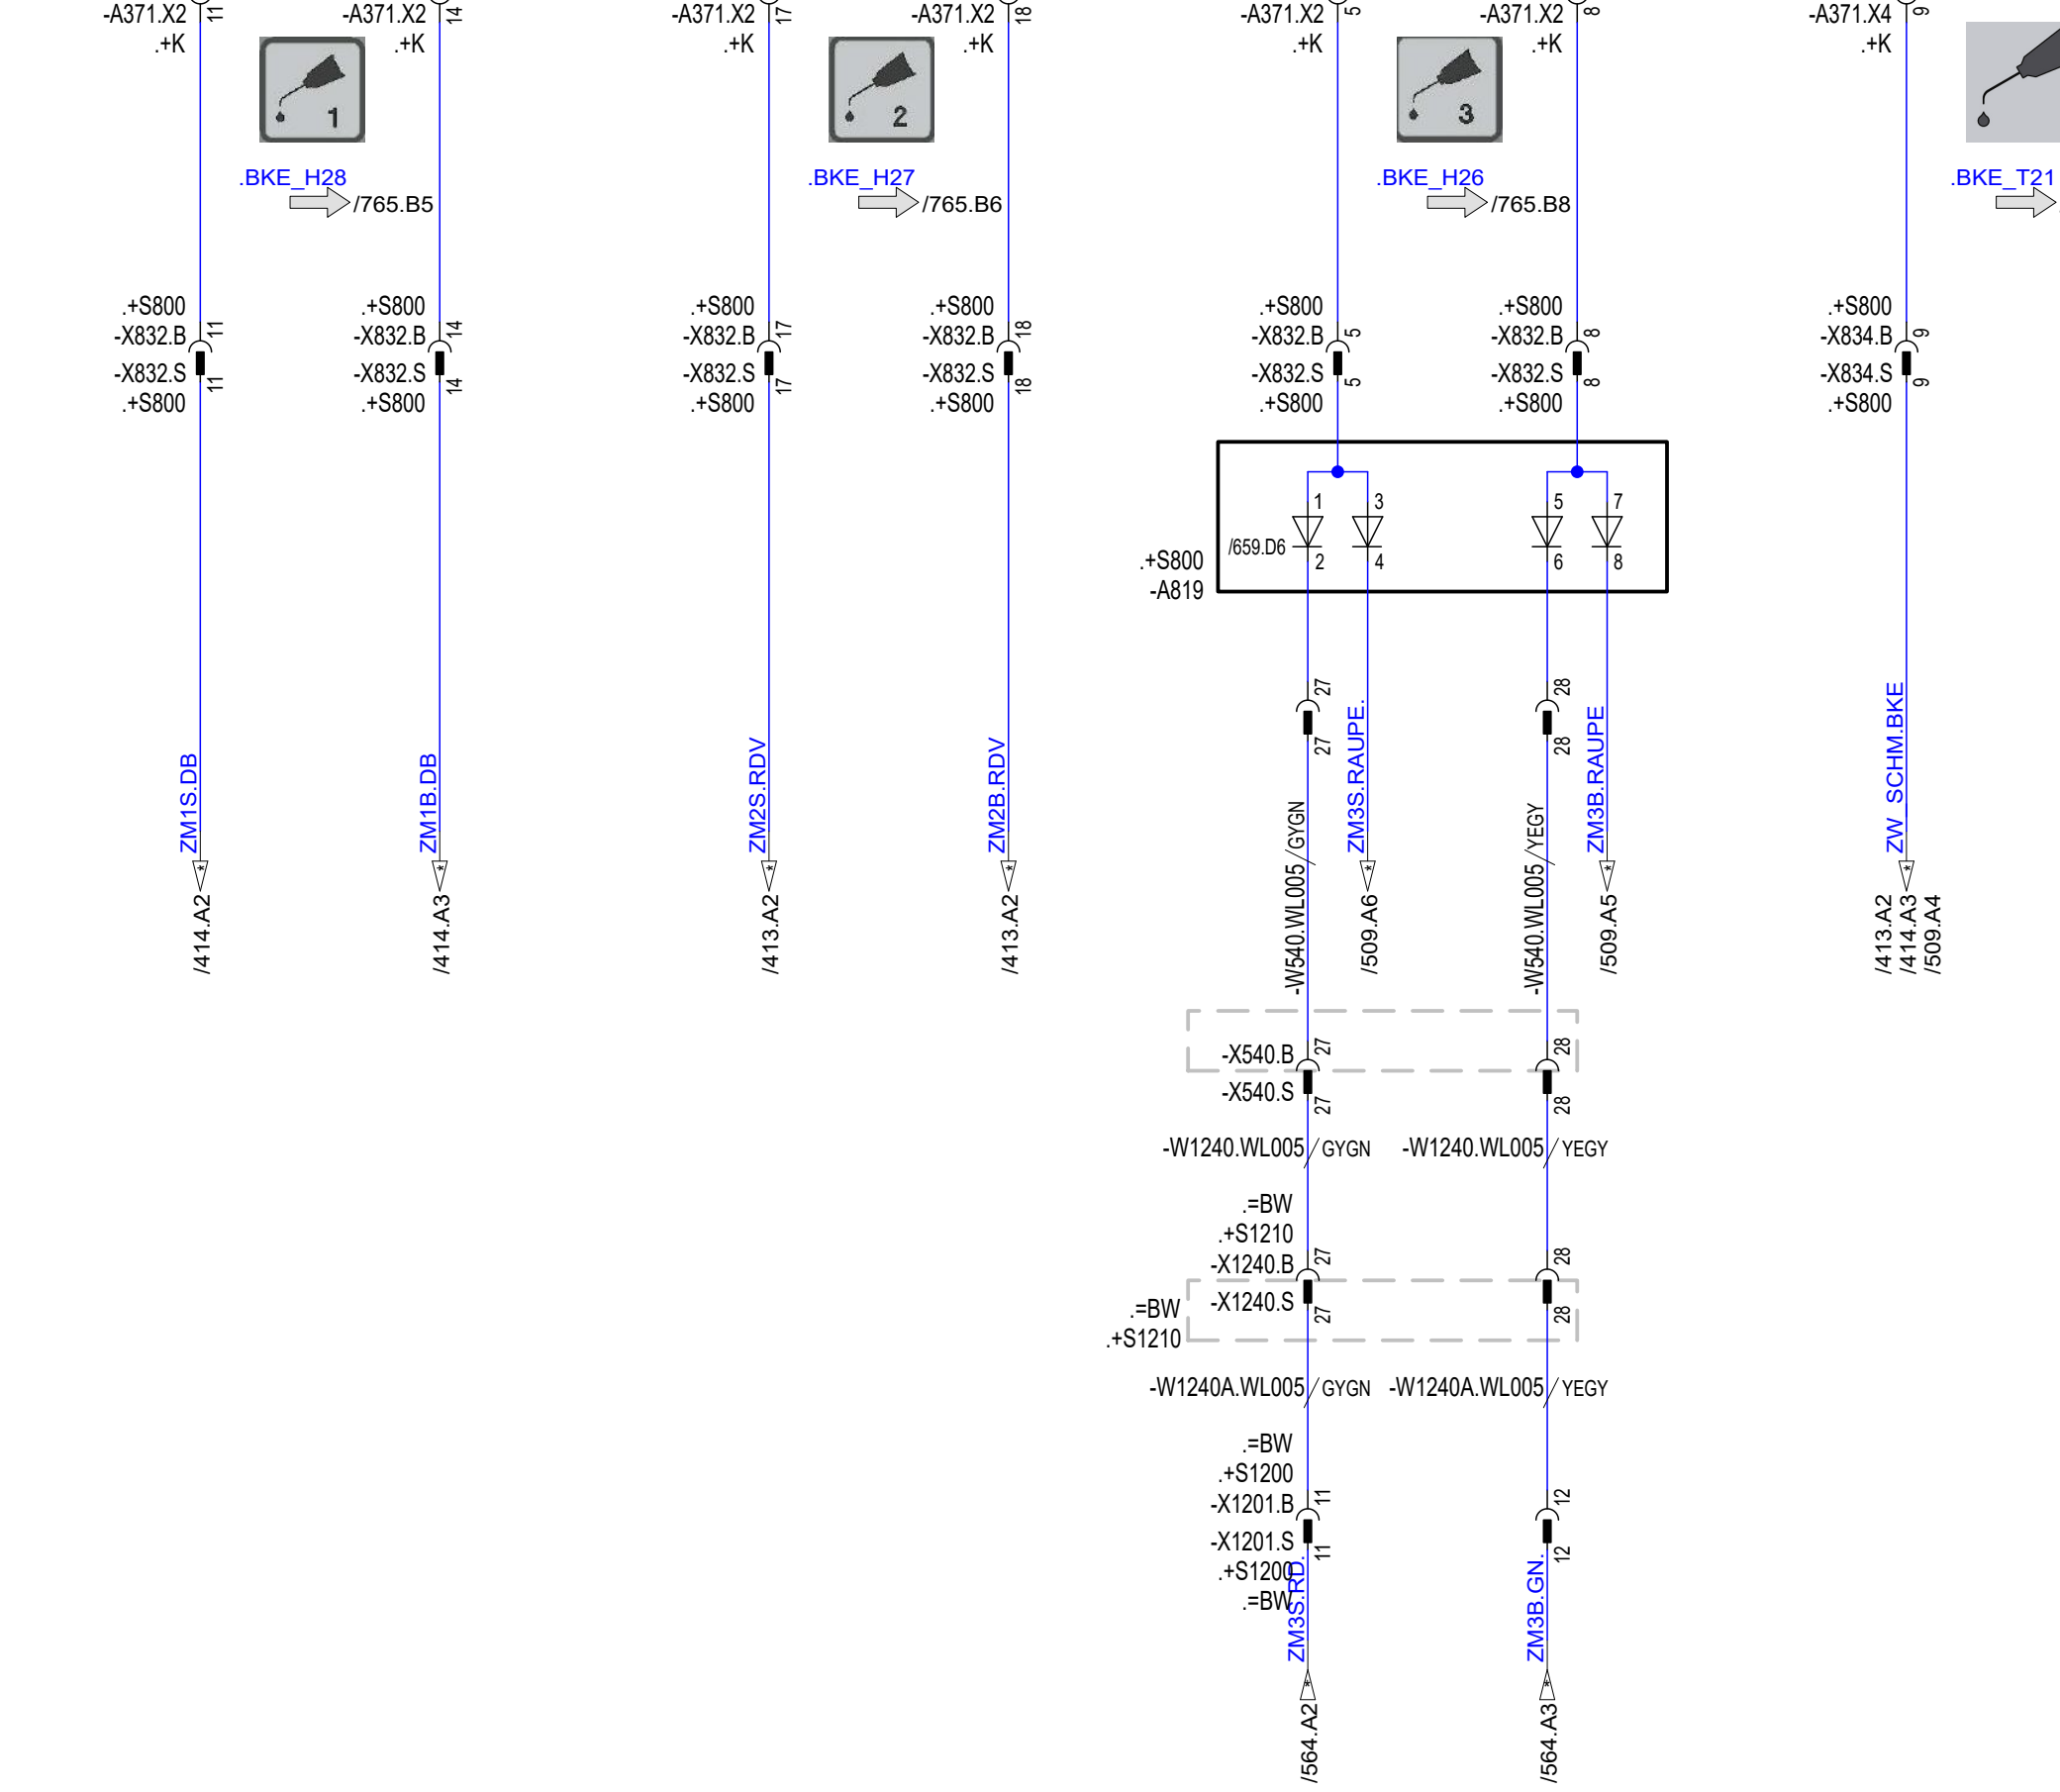 -A371.X2 11 -A371.X2 14 -A371.X2 17 -A371.X2 18 -A371.X2 5 -A371.X2 8 -A371.X4 9
.+K .+K .+K .+K .+K .+K .+K
1 2 3
.BKE_H28 .BKE_H27 .BKE_H26 .BKE_T21
/765.B5 /765.B6 /765.B8
.+S800 .+S800 .+S800 .+S800 .+S800 .+S800 .+S800
-X832.B 11 -X832.B 14 -X832.B 17 -X832.B 18 -X832.B 5 -X832.B 8 -X834.B 9
-X832.S 11 -X832.S 14 -X832.S 17 -X832.S 18 -X832.S 5 -X832.S 8 -X834.S 9
.+S800 .+S800 .+S800 .+S800 .+S800 .+S800 .+S800
1 3 5 7
/659.D6
2 4 6 8
.+S800
-A819
27 28
27 28
ZM1S.DB ZM1B.DB ZM2S.RDV ZM2B.RDV -W540.WL005 GYGN ZM3S.RAUPE. -W540.WL005 YEGY ZM3B.RAUPE ZW_SCHM.BKE
* * * * * * *
/414.A2 /414.A3 /413.A2 /413.A2 /509.A6 /509.A5 /413.A2
/414.A3
/509.A4
-X540.B 27 28
-X540.S 27 28
-W1240.WL005 GYGN -W1240.WL005 YEGY
.=BW
.+S1210
-X1240.B 27 28
-X1240.S 27 28
.=BW
.+S1210
-W1240A.WL005 GYGN -W1240A.WL005 YEGY
.=BW
.+S1200
-X1201.B 11 12
-X1201.S 11 12
.+S1200
.=BW
ZM3S.RD. ZM3B.GN.
* *
/564.A2 /564.A3